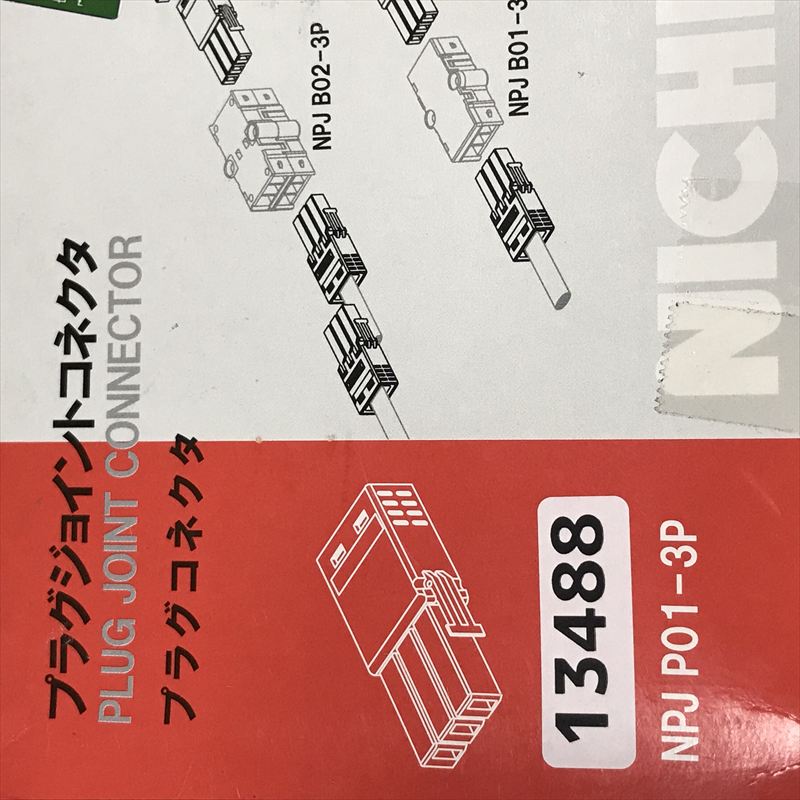 プラグジョイントコネクタ
PLUG JOINT CONNECTOR
プラグコネクタ
NPJ B02-3P
NPJ B01-3
13488
NPJ P01-3P